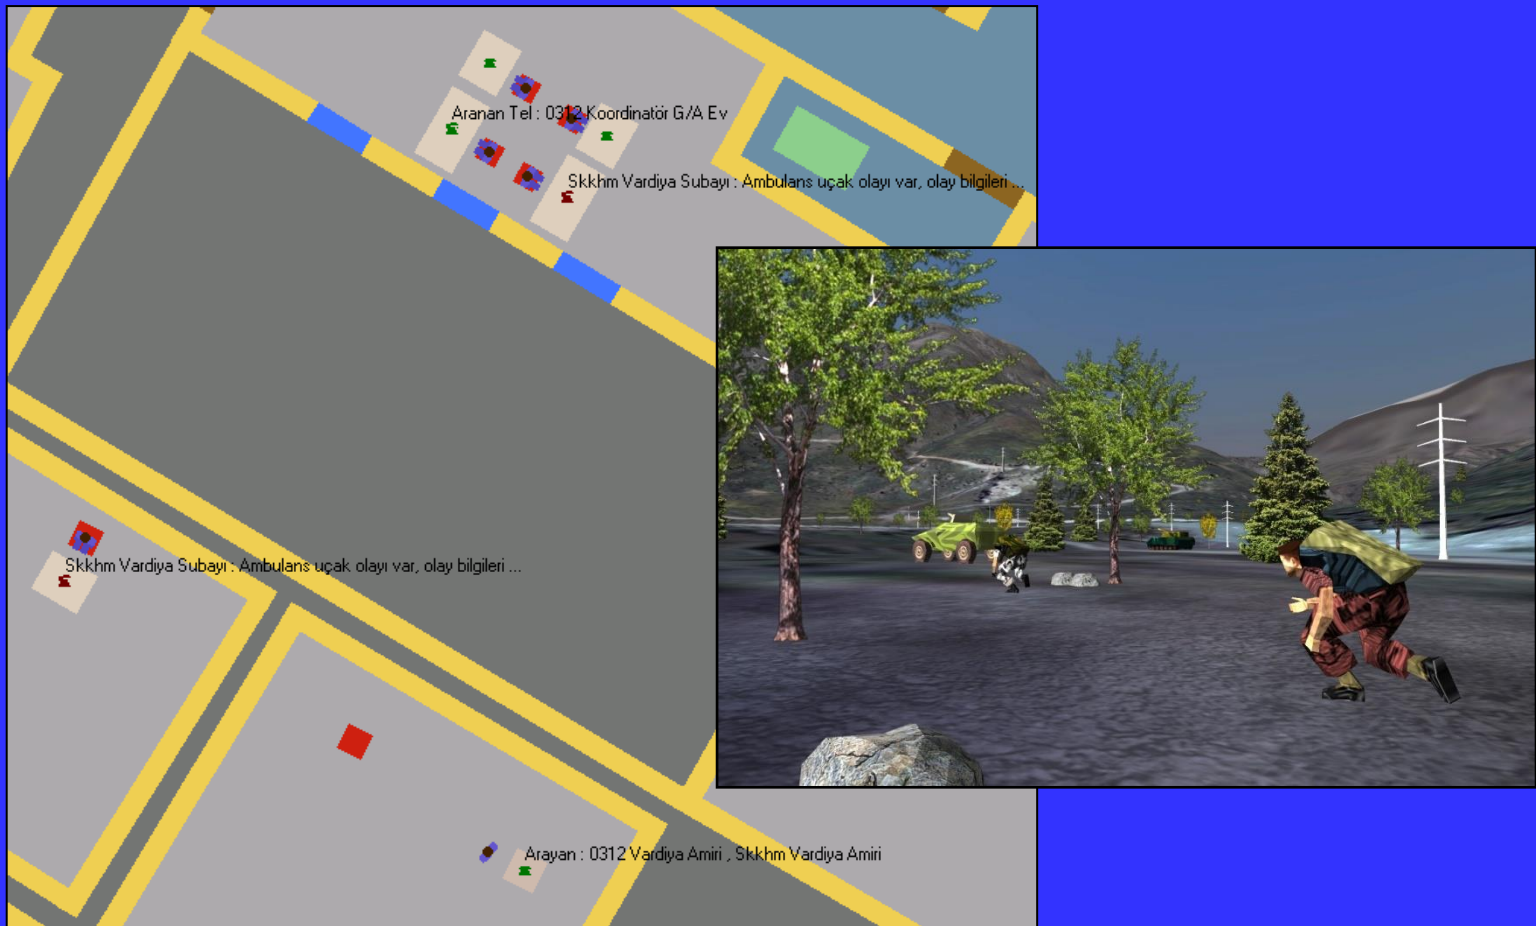 Aranan Tel : 0312 Koordinatör G/A Ev
Skkhm Vardiya Subayı : Ambulans uçak olayı var, olay bilgileri ...
Skkhm Vardiya Subayı : Ambulans uçak olayı var, olay bilgileri ...
Arayan : 0312 Vardiya Amiri , Skkhm Vardiya Amiri